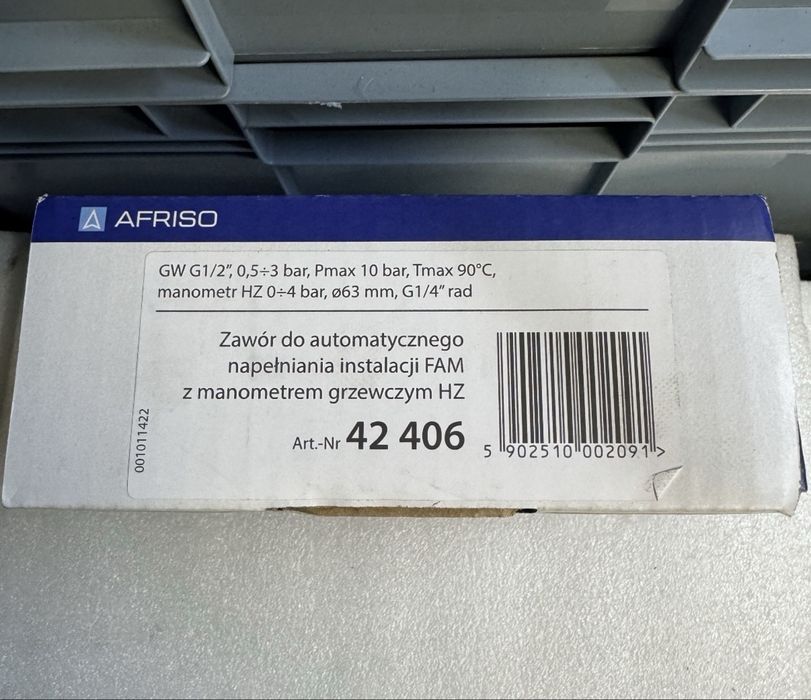 AFRISO
GW G1/2”, 0,5÷3 bar, Pmax 10 bar, Tmax 90°C,
manometr HZ 0÷4 bar, ø63 mm, G1/4” rad
Zawór do automatycznego
napełniania instalacji FAM
z manometrem grzewczym HZ
Art.-Nr 42 406
001011422
5 902510 002091 >